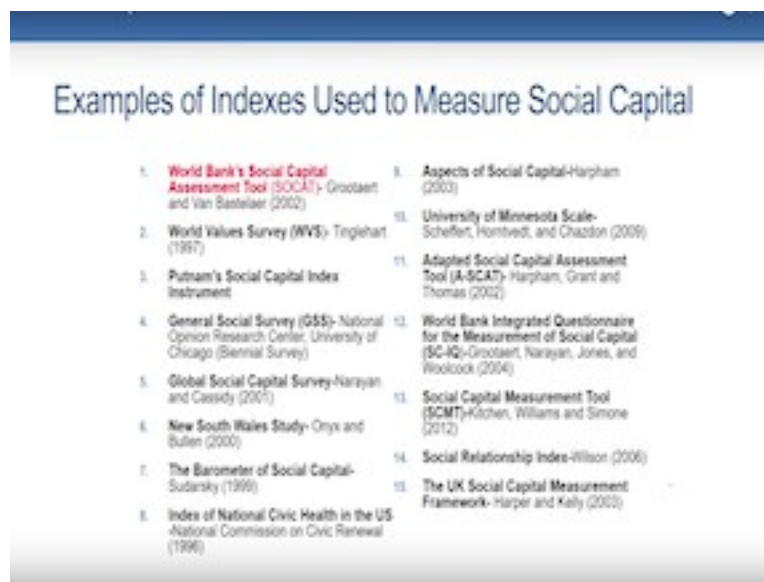 Examples of Indexes Used to Measure Social Capital
1. World Bank's Social Capital
Assessment Tool (SOCAT)- Grootaert
and Van Bastelaer (2002)
2. World Values Survey (WVS)- Tinglehart
(1997)
3. Putnam's Social Capital Index
Instrument
4. General Social Survey (GSS)- National
Opinion Research Center, University of
Chicago (Biennial Survey)
5. Global Social Capital Survey-Narayan
and Cassidy (2001)
6. New South Wales Study- Onyx and
Bullen (2000)
7. The Barometer of Social Capital-
Sudarsky (1999)
8. Index of National Civic Health in the US
-National Commission on Civic Renewal
(1996)
9. Aspects of Social Capital-Harpham
(2003)
10. University of Minnesota Scale-
Scheffert, Horntvedt, and Chazdon (2009)
11. Adapted Social Capital Assessment
Tool (A-SCAT)- Harpham, Grant and
Thomas (2002)
12. World Bank Integrated Questionnaire
for the Measurement of Social Capital
(SC-IQ)-Grootaert, Narayan, Jones, and
Woolcock (2004)
13. Social Capital Measurement Tool
(SCMT)-Kitchen, Williams and Simone
(2012)
14. Social Relationship Index-Wilson (2006)
15. The UK Social Capital Measurement
Framework- Harper and Kelly (2003)